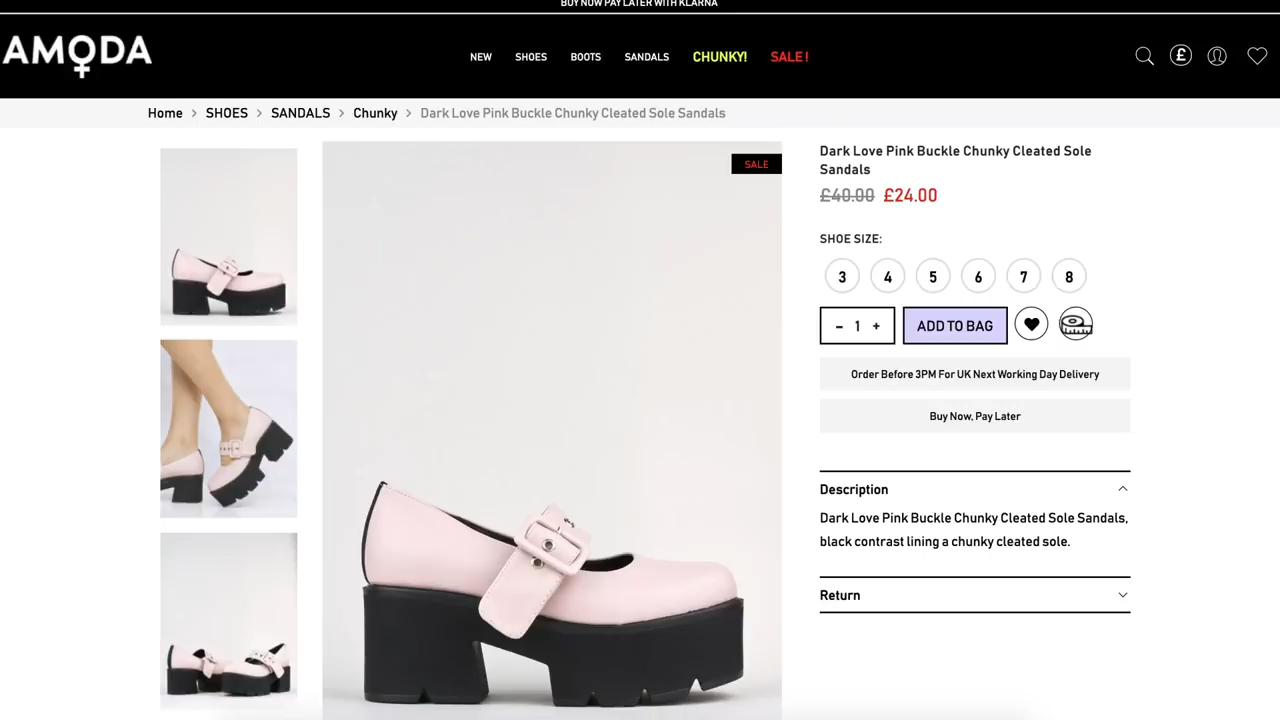 BUY NOW PAY LATER WITH KLARNA
AMODA
NEW SHOES BOOTS SANDALS CHUNKY! SALE!
£
Home > SHOES > SANDALS > Chunky > Dark Love Pink Buckle Chunky Cleated Sole Sandals
SALE
Dark Love Pink Buckle Chunky Cleated Sole
Sandals
£40.00 £24.00
SHOE SIZE:
3 4 5 6 7 8
– 1 + ADD TO BAG
Order Before 3PM For UK Next Working Day Delivery
Buy Now, Pay Later
Description
Dark Love Pink Buckle Chunky Cleated Sole Sandals,
black contrast lining a chunky cleated sole.
Return